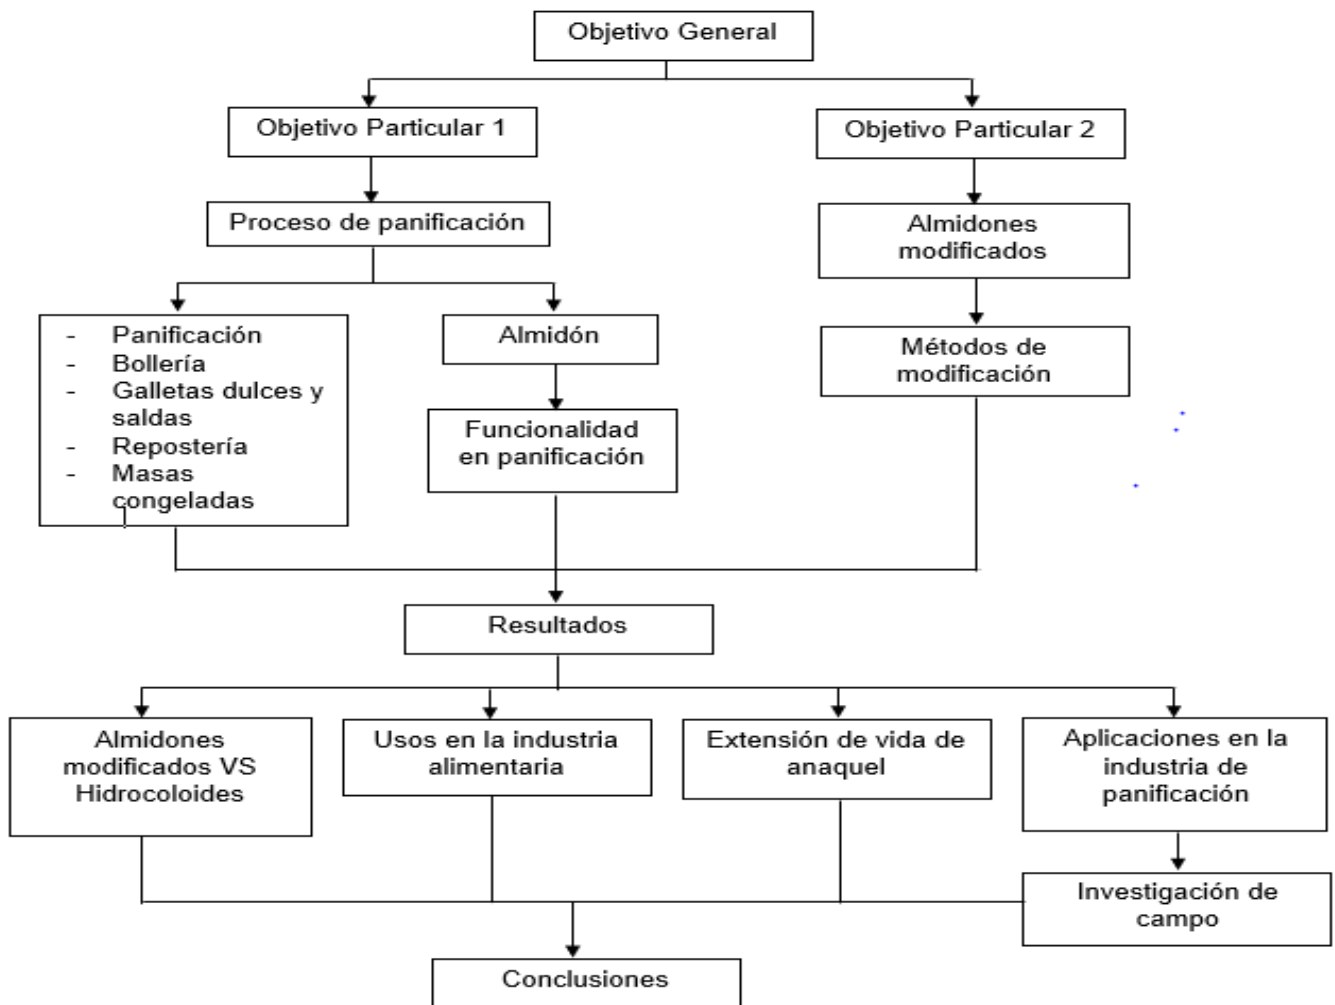 Objetivo General
Objetivo Particular 1
Objetivo Particular 2
Proceso de panificación
Almidones
modificados
- Panificación
- Bollería
- Galletas dulces y
saldas
- Repostería
- Masas
congeladas
Almidón
Funcionalidad
en panificación
Métodos de
modificación
Resultados
Almidones
modificados VS
Hidrocoloides
Usos en la industria
alimentaria
Extensión de vida de
anaquel
Aplicaciones en la
industria de
panificación
Investigación de
campo
Conclusiones